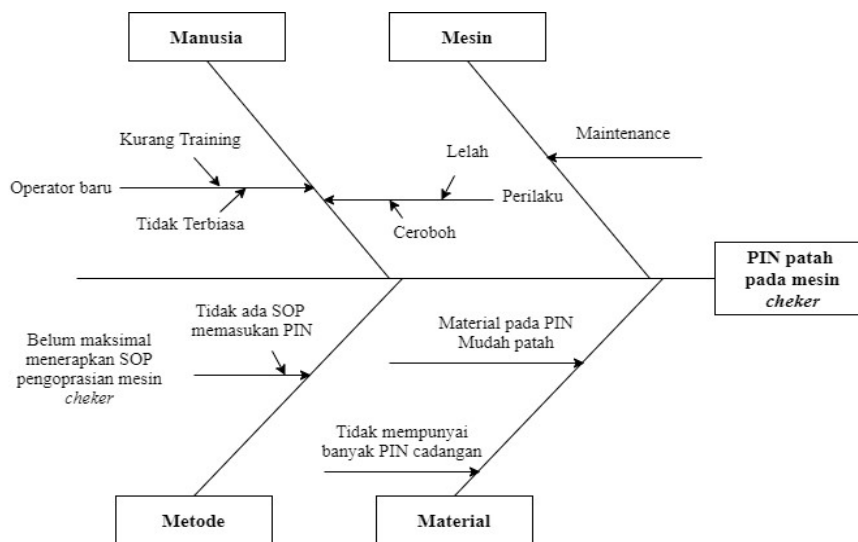 Manusia
Mesin
Kurang Training
Maintenance
Lelah
Operator baru
Perilaku
Tidak Terbiasa
Ceroboh
PIN patah
pada mesin
cheker
Tidak ada SOP
memasukan PIN
Belum maksimal
menerapkan SOP
pengoprasian mesin
cheker
Material pada PIN
Mudah patah
Tidak mempunyai
banyak PIN cadangan
Metode
Material